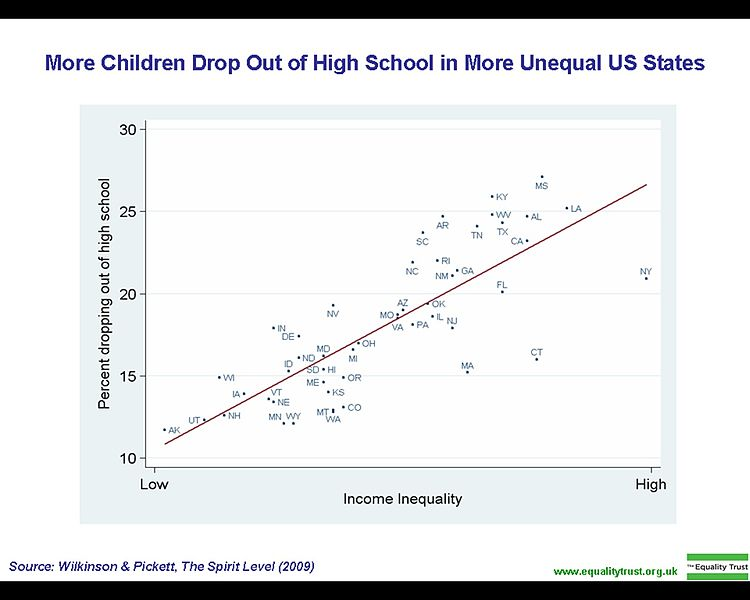 More Children Drop Out of High School in More Unequal US States
Percent dropping out of high school
30
25
20
15
10
MS
KY
LA
WV
AL
AR
TX
TN
CA
SC
RI
NC
GA
NM
NY
FL
AZ
OK
NV
MO
IL
NJ
VA
PA
IN
DE
OH
MD
MI
ND
CT
ID
SD
HI
MA
WI
ME
OR
IA
VT
KS
NE
NH
MT
CO
UT
MN
WY
WA
AK
Low
High
Income Inequality
Source: Wilkinson & Pickett, The Spirit Level (2009)
www.equalitytrust.org.uk
The Equality Trust